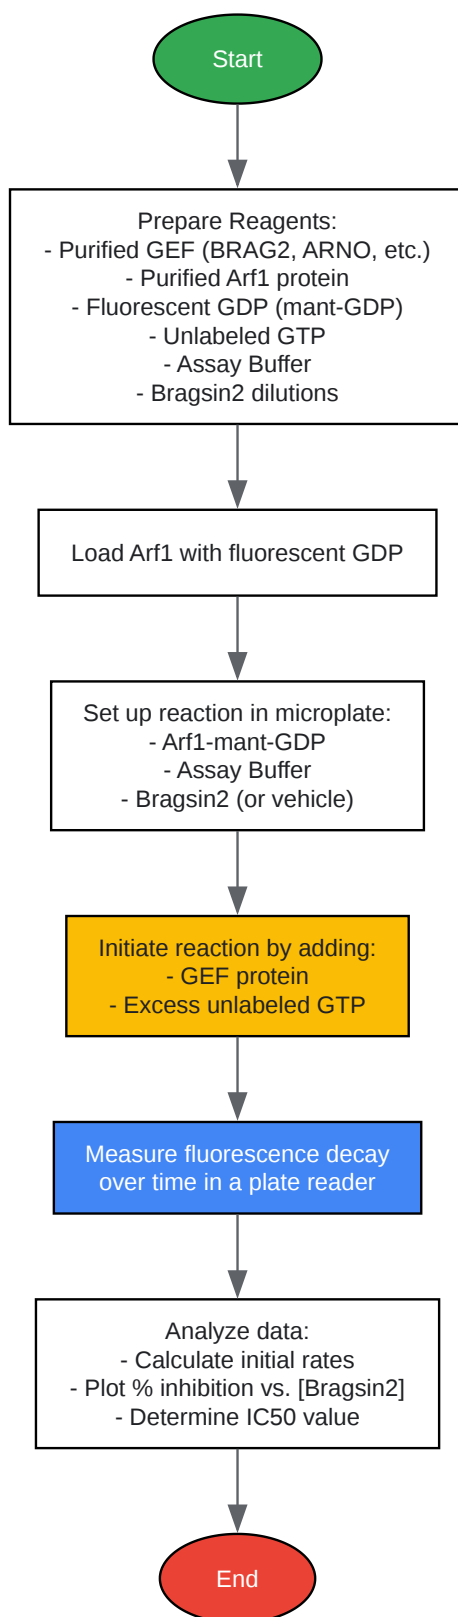 Start
Prepare Reagents:
- Purified GEF (BRAG2, ARNO, etc.)
- Purified Arf1 protein
- Fluorescent GDP (mant-GDP)
- Unlabeled GTP
- Assay Buffer
- Bragsin2 dilutions
Load Arf1 with fluorescent GDP
Set up reaction in microplate:
- Arf1-mant-GDP
- Assay Buffer
- Bragsin2 (or vehicle)
Initiate reaction by adding:
- GEF protein
- Excess unlabeled GTP
Measure fluorescence decay
over time in a plate reader
Analyze data:
- Calculate initial rates
- Plot % inhibition vs. [Bragsin2]
- Determine IC50 value
End